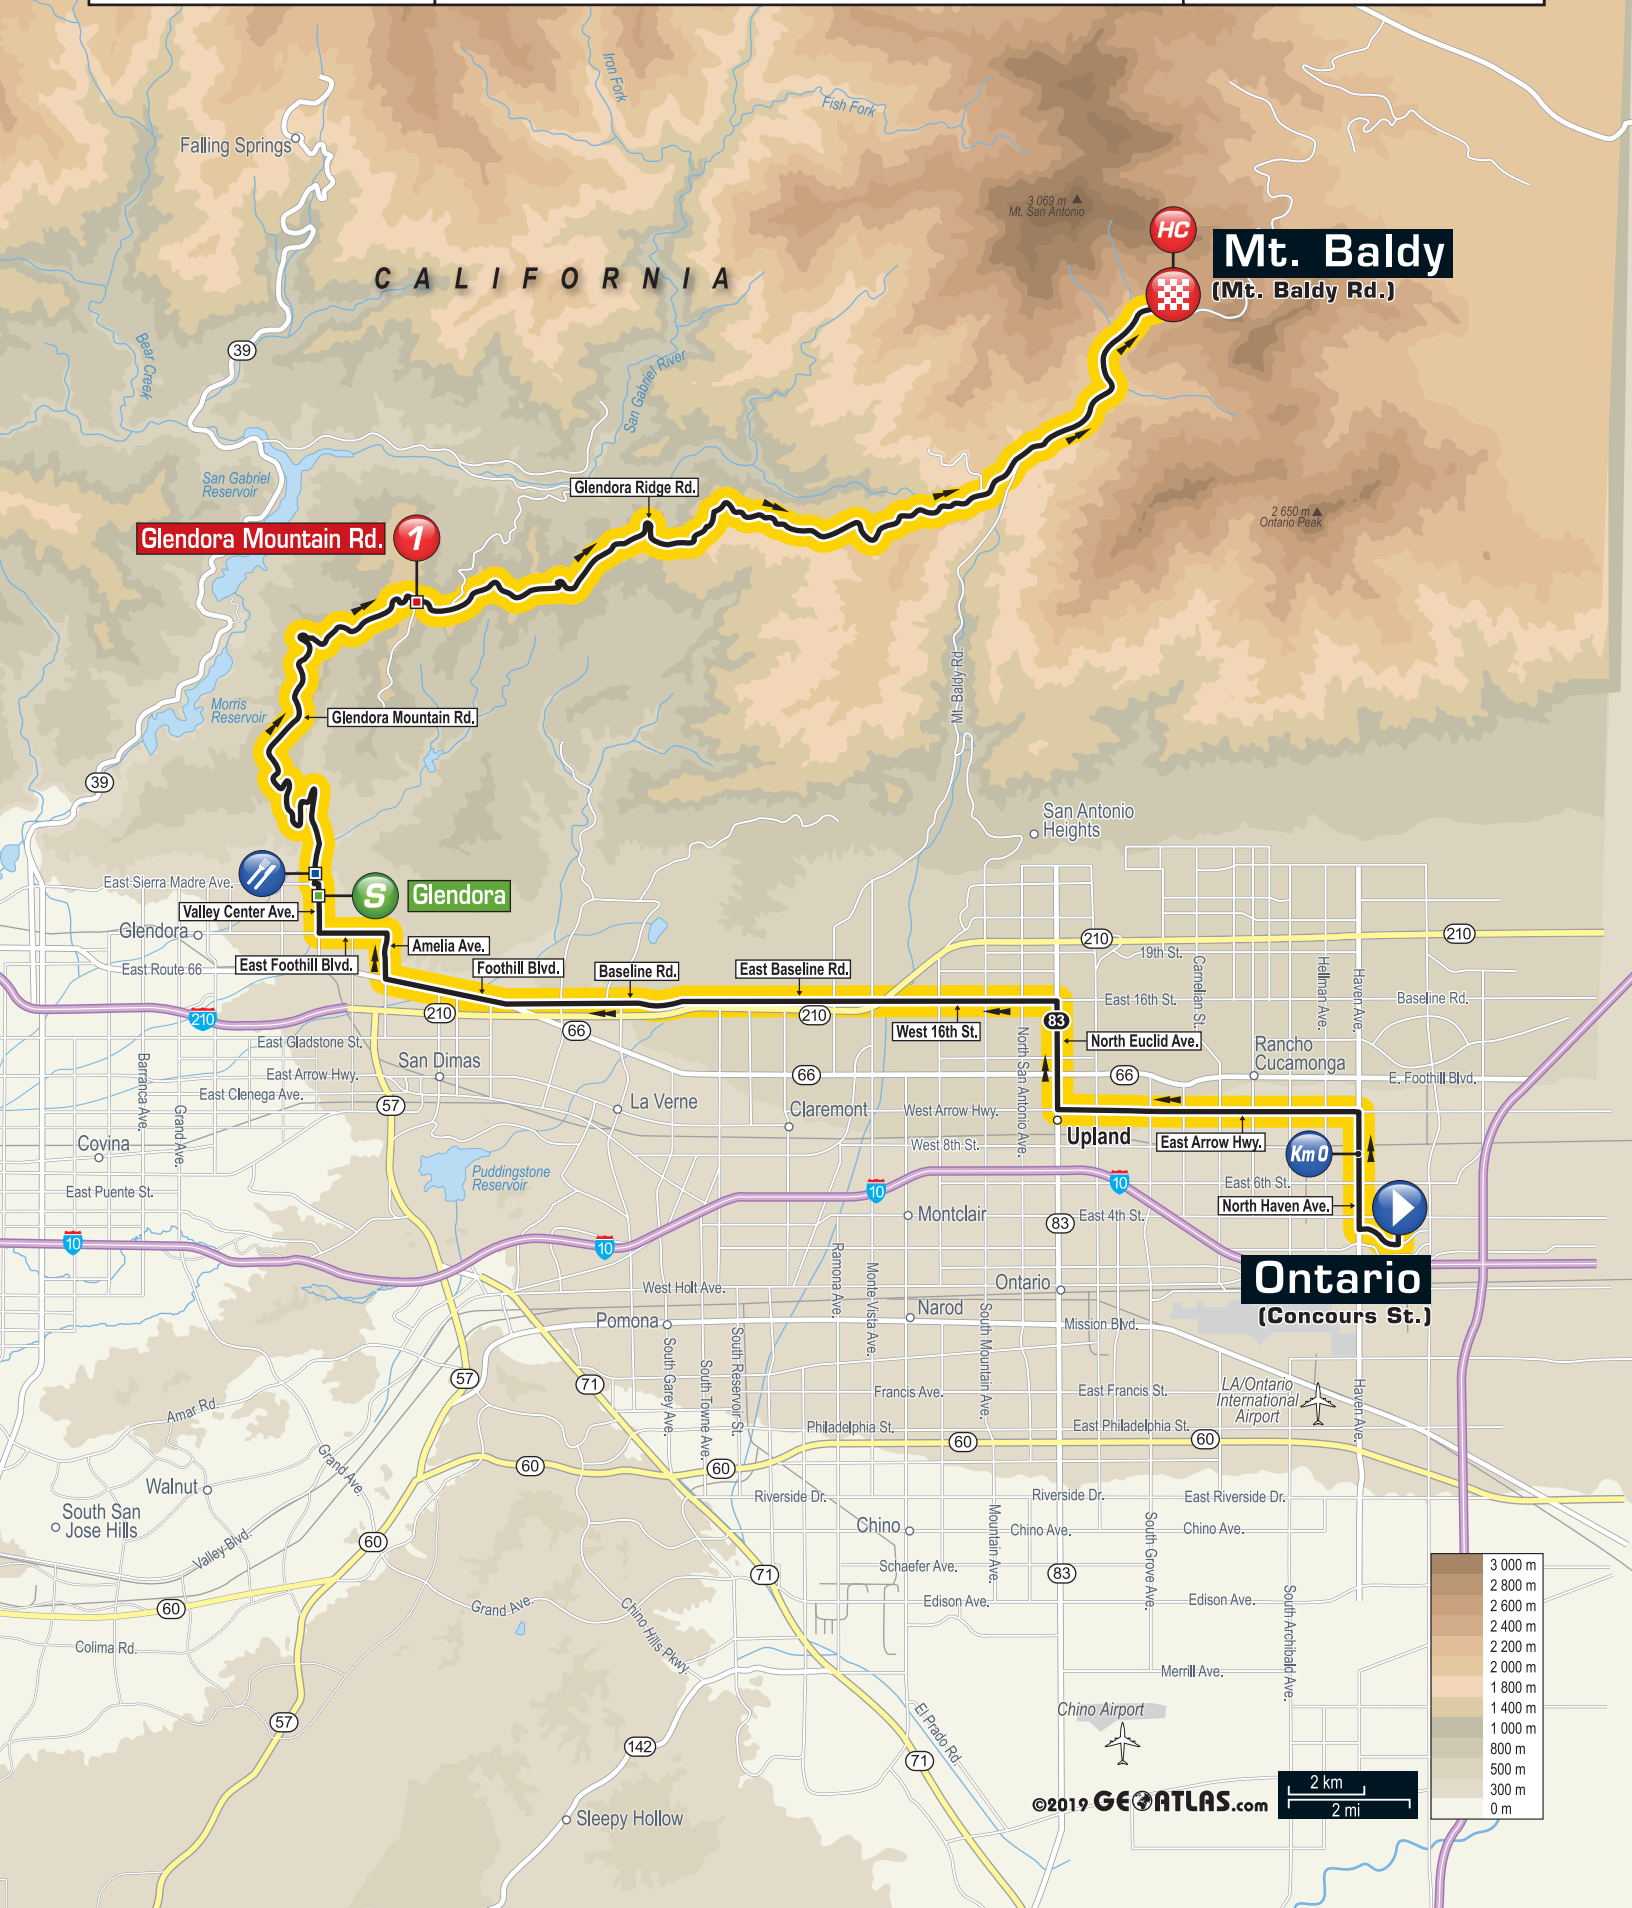 Iron Fork
Fish Fork
Falling Springs
3 069 m
Mt. San Antonio
HC
Mt. Baldy
(Mt. Baldy Rd.)
CALIFORNIA
Bear Creek
39
San Gabriel River
San Gabriel
Reservoir
Glendora Ridge Rd.
2 650 m
Ontario Peak
Glendora Mountain Rd.
1
Morris
Reservoir
Glendora Mountain Rd.
Mt. Baldy Rd.
39
San Antonio
Heights
East Sierra Madre Ave.
S
Glendora
Valley Center Ave.
Glendora
Amelia Ave.
East Foothill Blvd.
East Route 66
Foothill Blvd.
Baseline Rd.
East Baseline Rd.
210
210
19th St.
Carnelian St.
Hellman Ave.
Haven Ave.
East 16th St.
Baseline Rd.
210
210
66
210
West 16th St.
83
North Euclid Ave.
North San Antonio Ave.
Rancho
Cucamonga
East Gladstone St.
San Dimas
East Arrow Hwy.
East Clenega Ave.
66
66
E. Foothill Blvd.
Barranca Ave.
Grand Ave.
57
La Verne
Claremont
West Arrow Hwy.
Upland
East Arrow Hwy.
Covina
West 8th St.
Km 0
Puddingstone
Reservoir
East Puente St.
10
10
East 6th St.
North Haven Ave.
Montclair
83
East 4th St.
10
10
Ontario
(Concours St.)
Ramona Ave.
Monte Vista Ave.
West Holt Ave.
Ontario
Narod
Pomona
Mission Blvd.
South Garey Ave.
South Towne Ave.
South Reservoir St.
South Mountain Ave.
57
71
Francis Ave.
East Francis St.
LA/Ontario
International
Airport
Haven Ave.
Amar Rd.
Philadelphia St.
East Philadelphia St.
60
60
Grand Ave.
60
60
Walnut
Riverside Dr.
Riverside Dr.
East Riverside Dr.
South San
Jose Hills
Chino
Chino Ave.
Chino Ave.
Mountain Ave.
South Grove Ave.
Valley Blvd.
60
Schaefer Ave.
71
83
Edison Ave.
Edison Ave.
South Archibald Ave.
60
Grand Ave.
Chino Hills Pkwy.
Colima Rd.
Merrill Ave.
57
El Prado Rd.
Chino Airport
142
71
Sleepy Hollow
©2019 GEOATLAS.com
2 km
2 mi
3 000 m
2 800 m
2 600 m
2 400 m
2 200 m
2 000 m
1 800 m
1 400 m
1 000 m
800 m
500 m
300 m
0 m